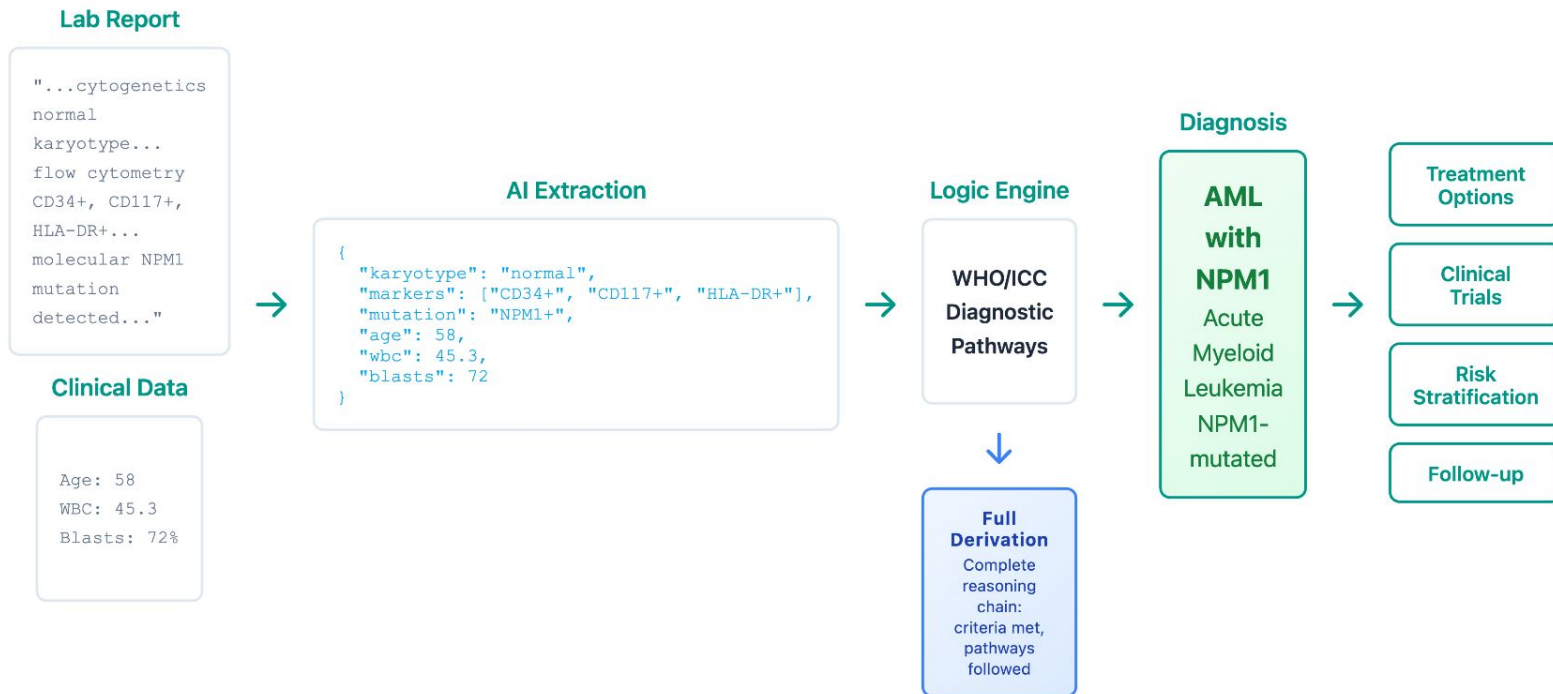 Lab Report
"...cytogenetics
normal
karyotype...
flow cytometry
CD34+, CD117+,
HLA-DR+...
molecular NPM1
mutation
detected..."
Clinical Data
Age: 58
WBC: 45.3
Blasts: 72%
AI Extraction
{
"karyotype": "normal",
"markers": ["CD34+", "CD117+", "HLA-DR+"],
"mutation": "NPM1+",
"age": 58,
"wbc": 45.3,
"blasts": 72
}
Logic Engine
WHO/ICC
Diagnostic
Pathways
Full
Derivation
Complete
reasoning
chain:
criteria met,
pathways
followed
Diagnosis
AML
with
NPM1
Acute
Myeloid
Leukemia
NPM1-
mutated
Treatment
Options
Clinical
Trials
Risk
Stratification
Follow-up